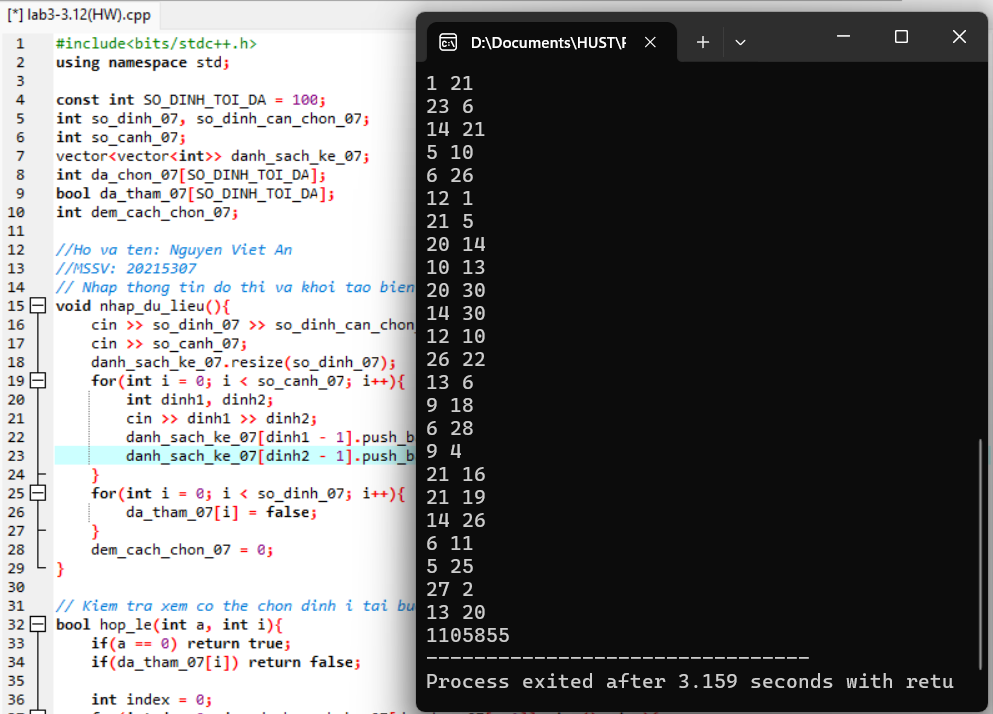 [*] lab3-3.12(HW).cpp
1 #include<bits/stdc++.h>
2 using namespace std;
3
4 const int SO_DINH_TOI_DA = 100;
5 int so_dinh_07, so_dinh_can_chon_07;
6 int so_canh_07;
7 vector<vector<int>> danh_sach_ke_07;
8 int da_chon_07[SO_DINH_TOI_DA];
9 bool da_tham_07[SO_DINH_TOI_DA];
10 int dem_cach_chon_07;
11
12 //Ho va ten: Nguyen Viet An
13 //MSSV: 20215307
14 // Nhap thong tin do thi va khoi tao bien
15 void nhap_du_lieu(){
16 cin >> so_dinh_07 >> so_dinh_can_chon_
17 cin >> so_canh_07;
18 danh_sach_ke_07.resize(so_dinh_07);
19 for(int i = 0; i < so_canh_07; i++){
20 int dinh1, dinh2;
21 cin >> dinh1 >> dinh2;
22 danh_sach_ke_07[dinh1 - 1].push_b
23 danh_sach_ke_07[dinh2 - 1].push_b
24 }
25 for(int i = 0; i < so_dinh_07; i++){
26 da_tham_07[i] = false;
27 }
28 dem_cach_chon_07 = 0;
29 }
30
31 // Kiem tra xem co the chon dinh i tai bu
32 bool hop_le(int a, int i){
33 if(a == 0) return true;
34 if(da_tham_07[i]) return false;
35
36 int index = 0;
D:\Documents\HUST\F
1 21
23 6
14 21
5 10
6 26
12 1
21 5
20 14
10 13
20 30
14 30
12 10
26 22
13 6
9 18
6 28
9 4
21 16
21 19
14 26
6 11
5 25
27 2
13 20
1105855
--------------------------------
Process exited after 3.159 seconds with retu